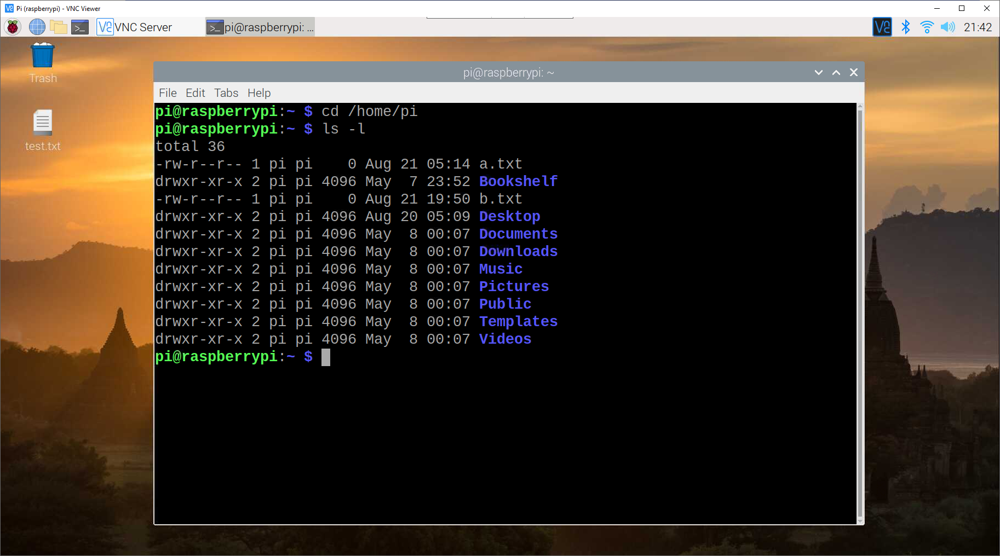 Pi (raspberrypi) - VNC Viewer
VNC Server
pi@raspberrypi: ...
21:42
Trash
test.txt
pi@raspberrypi: ~
File Edit Tabs Help
pi@raspberrypi:~ $ cd /home/pi
pi@raspberrypi:~ $ ls -l
total 36
-rw-r--r-- 1 pi pi    0 Aug 21 05:14 a.txt
drwxr-xr-x 2 pi pi 4096 May  7 23:52 Bookshelf
-rw-r--r-- 1 pi pi    0 Aug 21 19:50 b.txt
drwxr-xr-x 2 pi pi 4096 Aug 20 05:09 Desktop
drwxr-xr-x 2 pi pi 4096 May  8 00:07 Documents
drwxr-xr-x 2 pi pi 4096 May  8 00:07 Downloads
drwxr-xr-x 2 pi pi 4096 May  8 00:07 Music
drwxr-xr-x 2 pi pi 4096 May  8 00:07 Pictures
drwxr-xr-x 2 pi pi 4096 May  8 00:07 Public
drwxr-xr-x 2 pi pi 4096 May  8 00:07 Templates
drwxr-xr-x 2 pi pi 4096 May  8 00:07 Videos
pi@raspberrypi:~ $